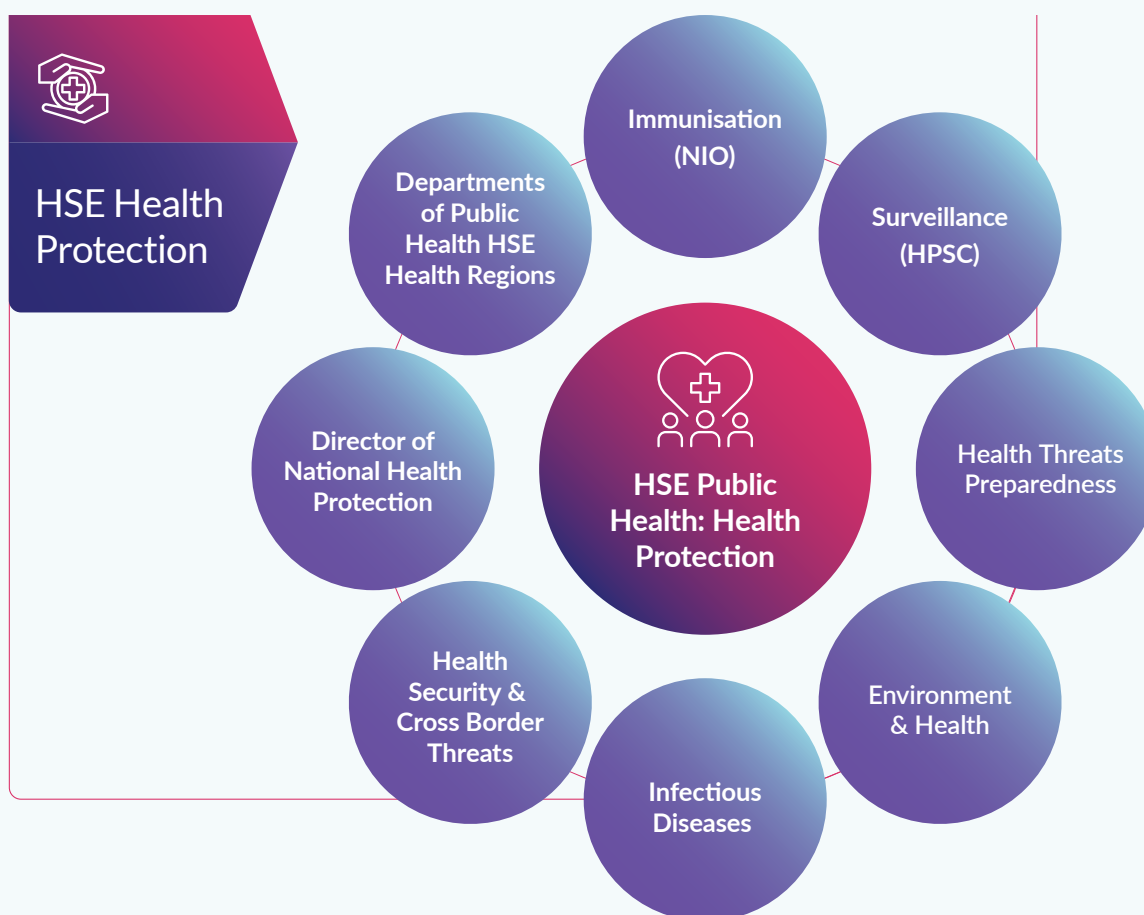 HSE Health
Protection
Immunisation
(NIO)
Surveillance
(HPSC)
Health Threats
Preparedness
Environment
& Health
Infectious
Diseases
Health
Security &
Cross Border
Threats
Director of
National Health
Protection
Departments
of Public
Health HSE
Health Regions
HSE Public
Health: Health
Protection